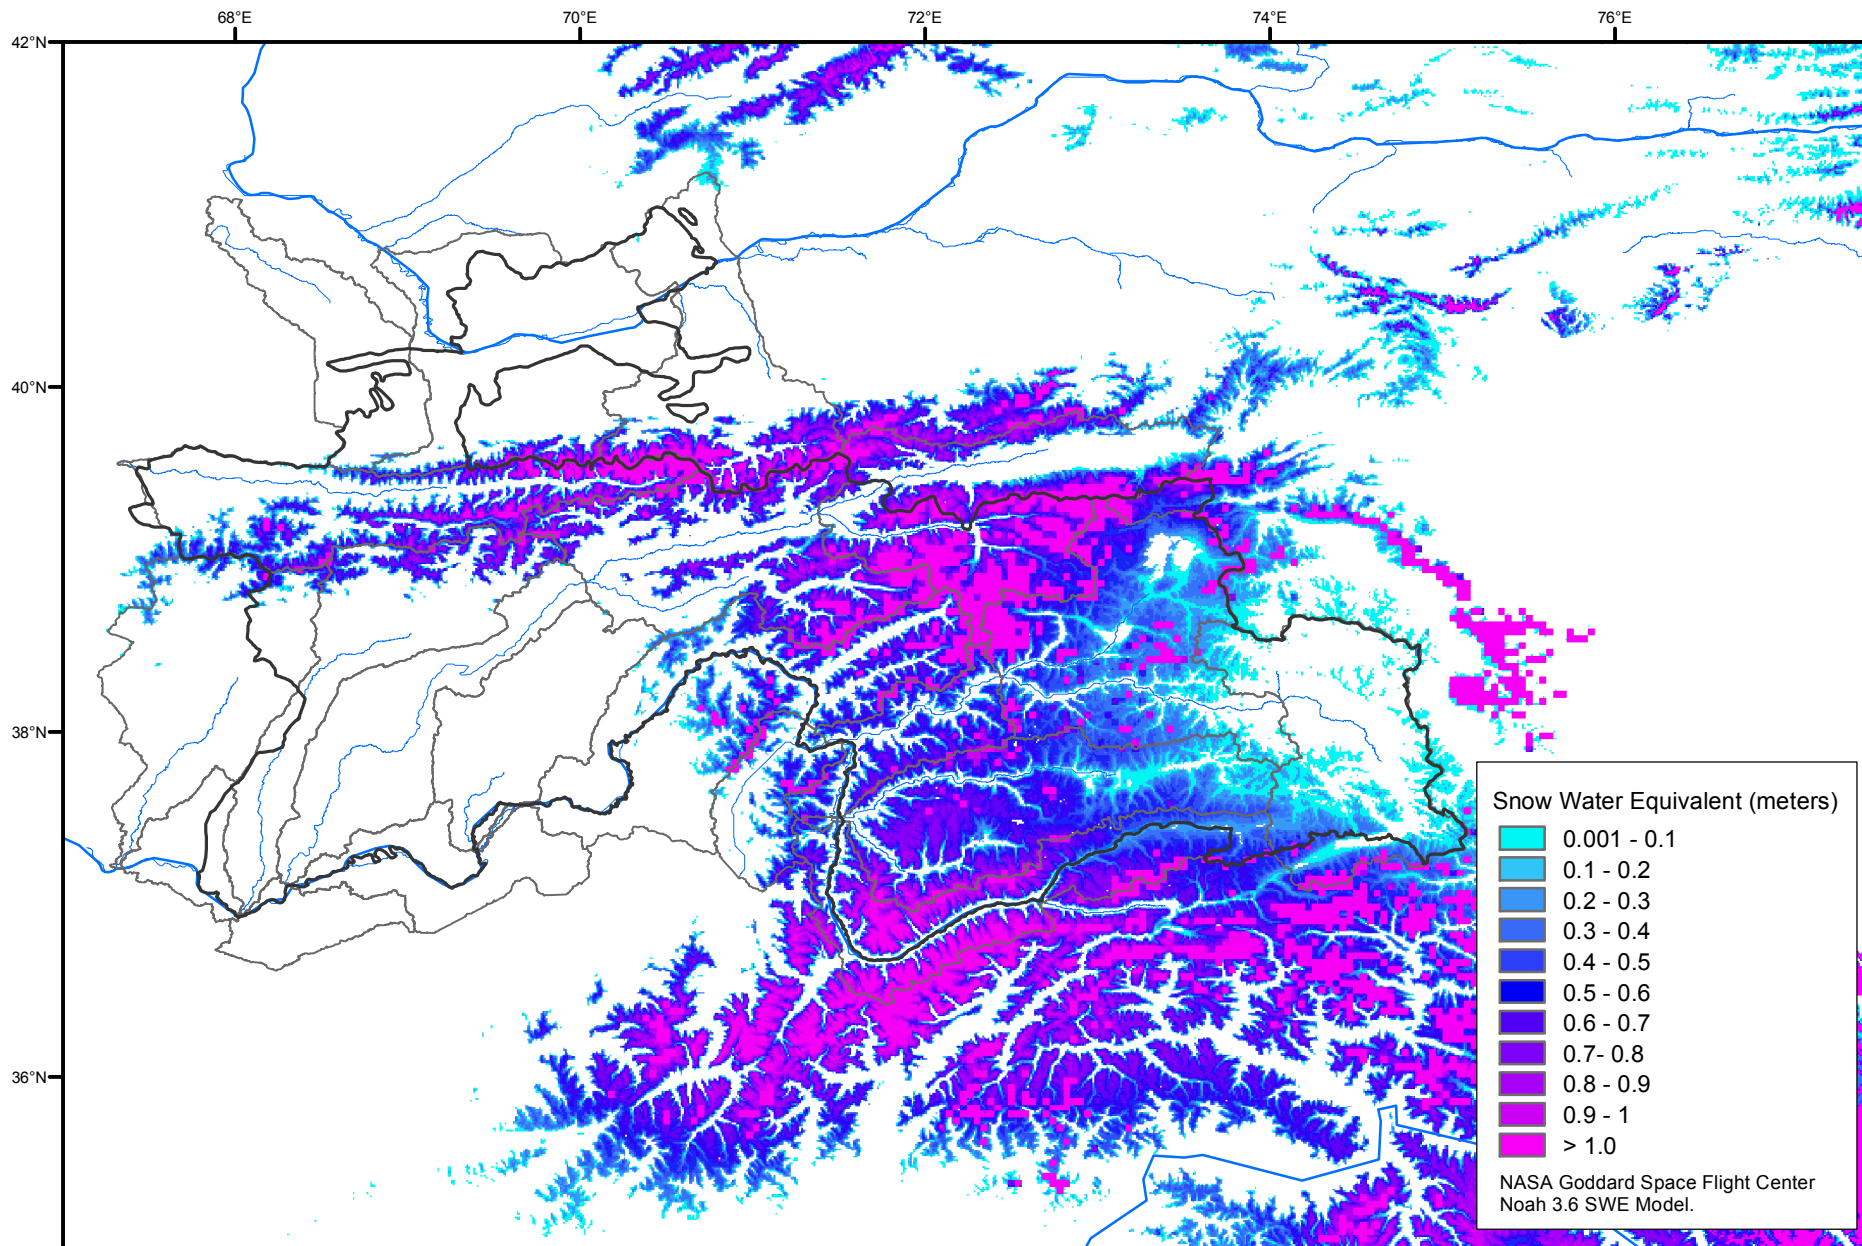 68°E
70°E
72°E
74°E
76°E
42°N
40°N
38°N
36°N
Snow Water Equivalent (meters)
0.001 - 0.1
0.1 - 0.2
0.2 - 0.3
0.3 - 0.4
0.4 - 0.5
0.5 - 0.6
0.6 - 0.7
0.7- 0.8
0.8 - 0.9
0.9 - 1
> 1.0
NASA Goddard Space Flight Center
Noah 3.6 SWE Model.